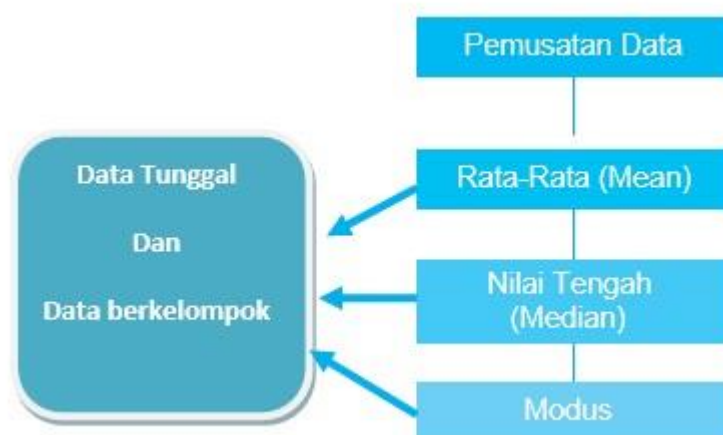 Pemusatan Data
Data Tunggal
Dan
Data berkelompok
Rata-Rata (Mean)
Nilai Tengah
(Median)
Modus